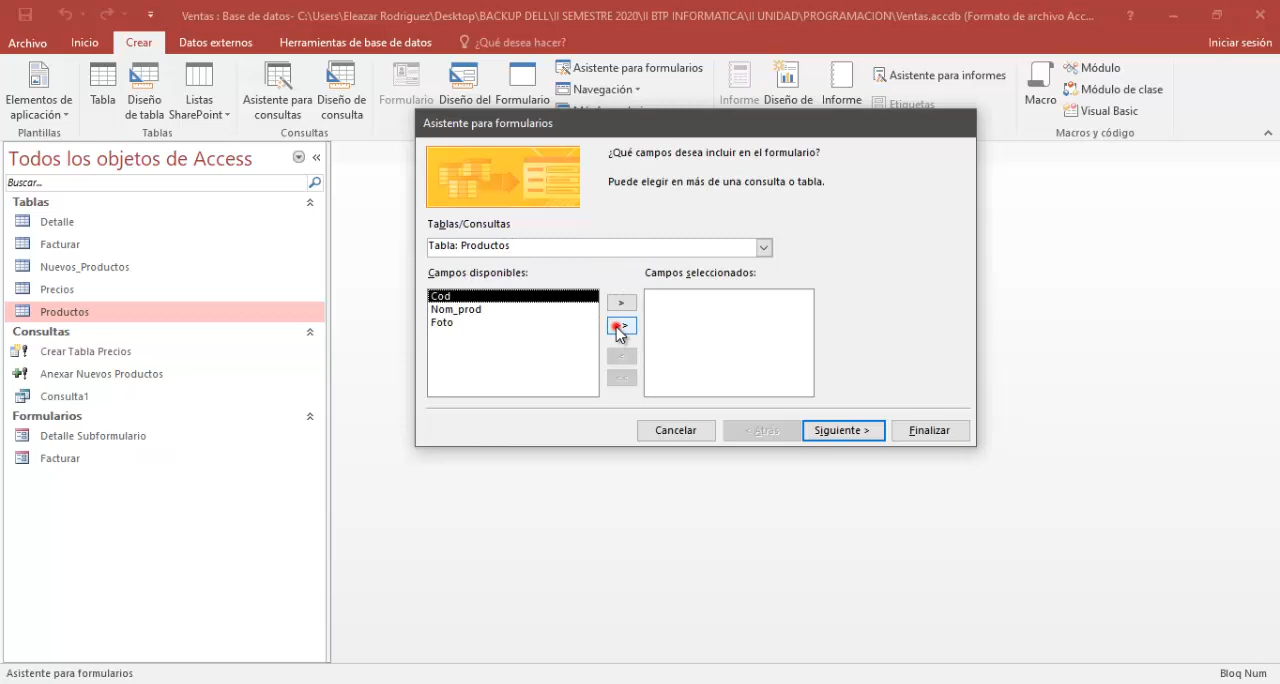 Ventas : Base de datos- C:\Users\Eleazar Rodriguez\Desktop\BACKUP DELL\II SEMESTRE 2020\II BTP INFORMATICA\II UNIDAD\PROGRAMACION\Ventas.accdb (Formato de archivo Acc...
Archivo Inicio Crear Datos externos Herramientas de base de datos ¿Qué desea hacer? Iniciar sesión
Elementos de aplicación
Tabla
Diseño de tabla
Listas SharePoint
Asistente para consultas
Diseño de consulta
Formulario
Diseño del
Formulario
Asistente para formularios
Navegación
Informe
Diseño de
Informe
Asistente para informes
Etiquetas
Macro
Módulo
Módulo de clase
Visual Basic
Plantillas
Tablas
Consultas
Macros y código
Todos los objetos de Access
Buscar...
Tablas
Detalle
Facturar
Nuevos_Productos
Precios
Productos
Consultas
Crear Tabla Precios
Anexar Nuevos Productos
Consulta1
Formularios
Detalle Subformulario
Facturar
Asistente para formularios
¿Qué campos desea incluir en el formulario?
Puede elegir en más de una consulta o tabla.
Tablas/Consultas
Tabla: Productos
Campos disponibles:
Campos seleccionados:
Cod
Nom_prod
Foto
>
<
<<
Cancelar
< Atrás
Siguiente >
Finalizar
Asistente para formularios
Bloq Num